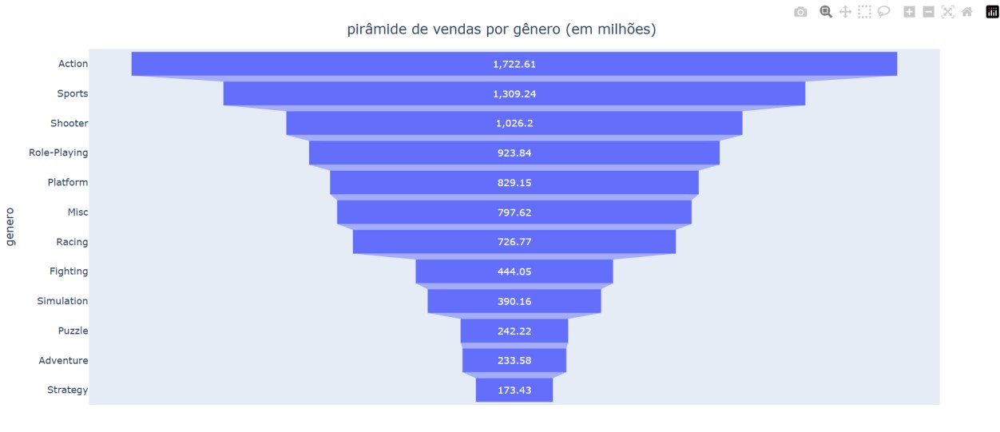 pirâmide de vendas por gênero (em milhões)
genero
Action 1,722.61
Sports 1,309.24
Shooter 1,026.2
Role-Playing 923.84
Platform 829.15
Misc 797.62
Racing 726.77
Fighting 444.05
Simulation 390.16
Puzzle 242.22
Adventure 233.58
Strategy 173.43